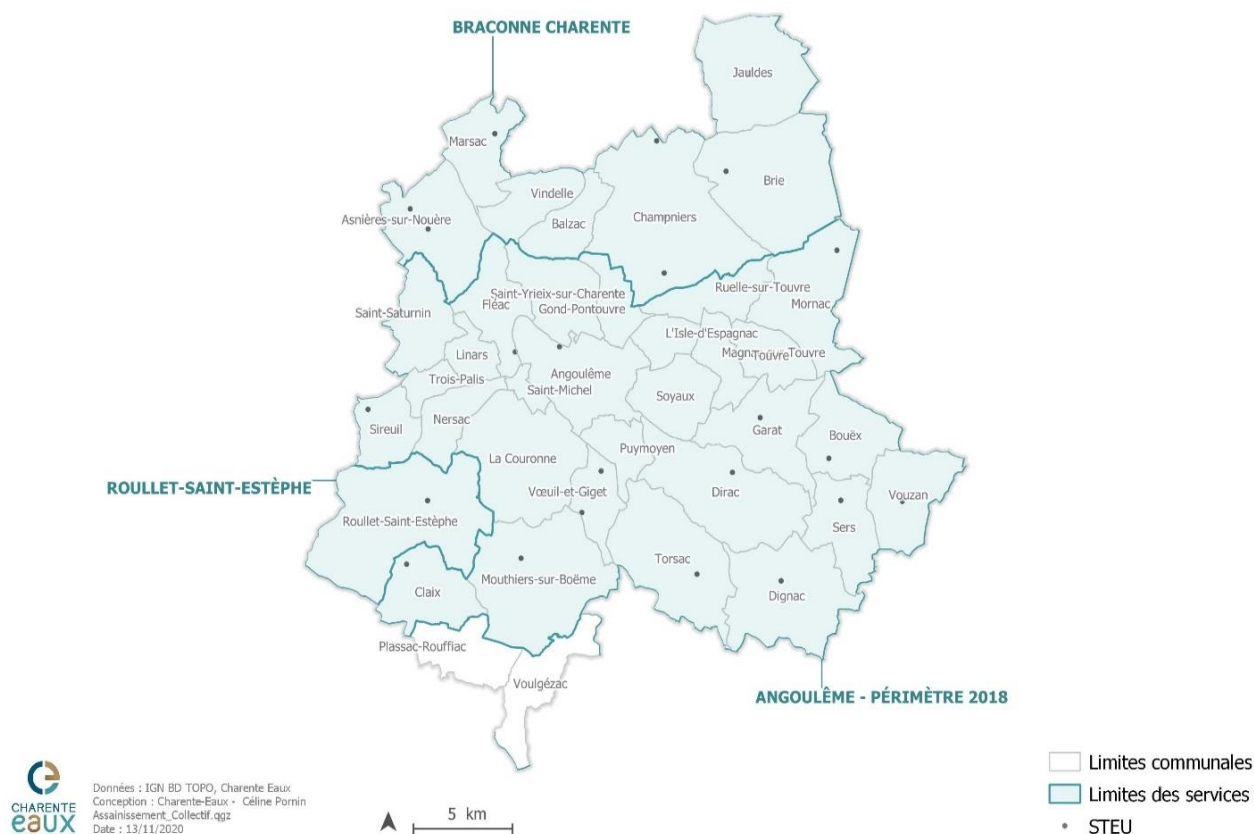 BRACONNE CHARENTE
Jauldes
Marsac
Brie
Vindelle
Champniers
Asnières-sur-Nouère
Balzac
Ruelle-sur-Touvre
Saint-Yrieix-sur-Charente
Fléac
Mornac
Gond-Pontouvre
Saint-Saturnin
L'Isle-d'Espagnac
Linars
Touvre
Touvre
Angoulême
Trois-Palis
Saint-Michel
Soyaux
Nersac
Sireuil
Garat
Bouëx
Puymoyen
La Couronne
ROULLET-SAINT-ESTÈPHE
Vœuil-et-Giget
Dirac
Vouzan
Roullet-Saint-Estèphe
Sers
Torsac
Mouthiers-sur-Boëme
Claix
Dignac
Plassac-Rouffiac
Voulgézac
ANGOULÊME - PÉRIMÈTRE 2018
CHARENTE
eaux
Données : IGN BD TOPO, Charente Eaux
Conception : Charente-Eaux - Céline Pornin
Assainissement_Collectif.qgz
Date : 13/11/2020
5 km
Limites communales
Limites des services
STEU